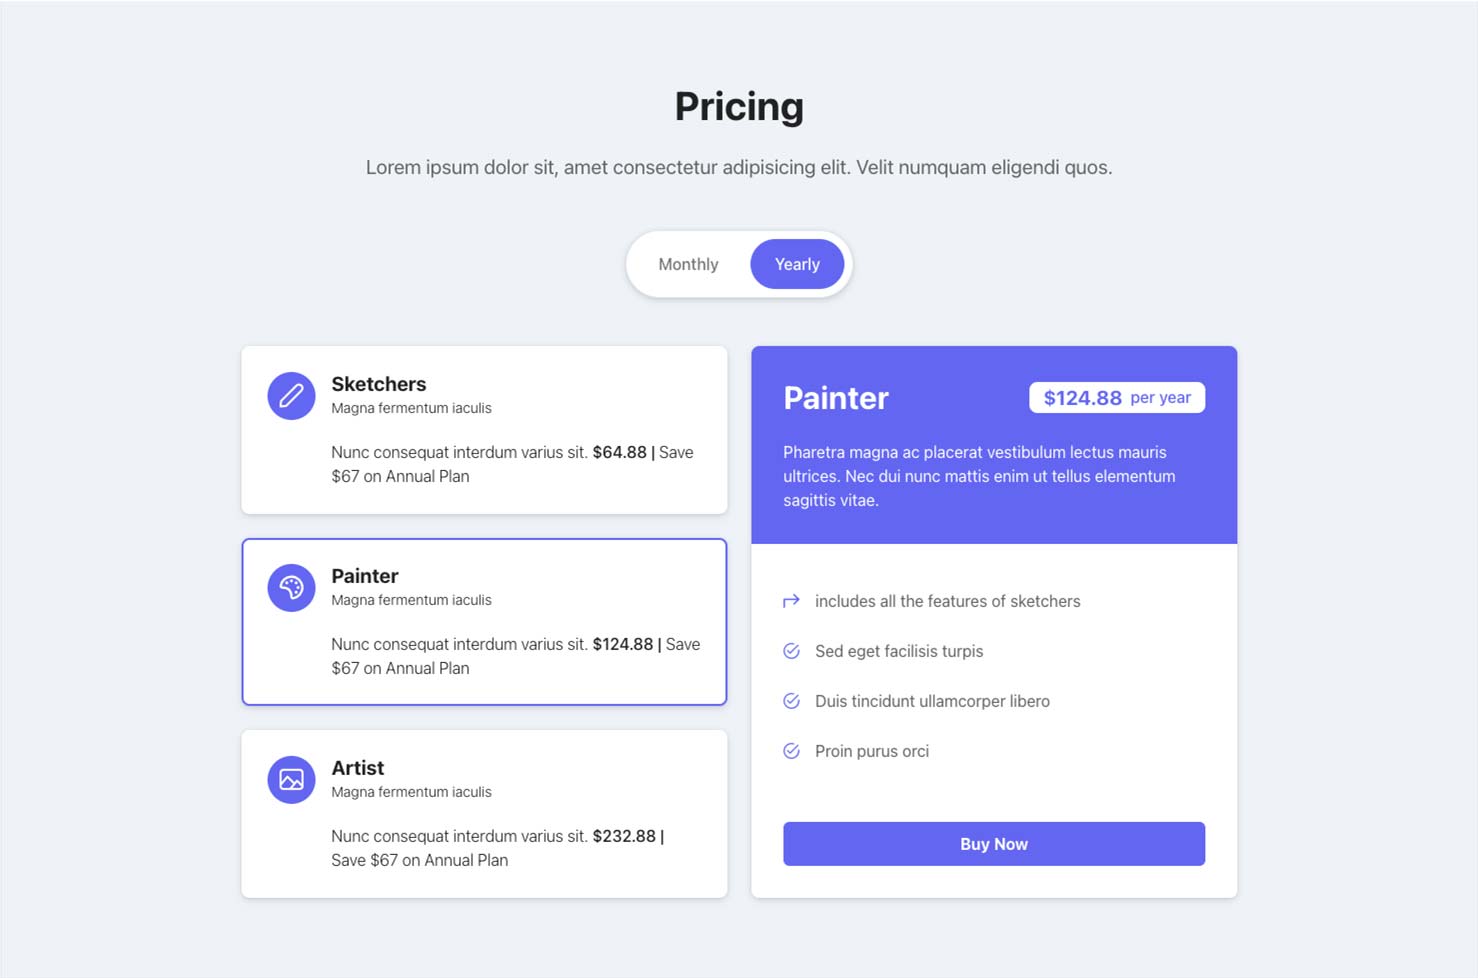 Pricing
Lorem ipsum dolor sit, amet consectetur adipisicing elit. Velit numquam eligendi quos.
Monthly
Yearly
Sketchers
Magna fermentum iaculis
Nunc consequat interdum varius sit. $64.88 | Save
$67 on Annual Plan
Painter
Magna fermentum iaculis
Nunc consequat interdum varius sit. $124.88 | Save
$67 on Annual Plan
Artist
Magna fermentum iaculis
Nunc consequat interdum varius sit. $232.88 |
Save $67 on Annual Plan
Painter
$124.88 per year
Pharetra magna ac placerat vestibulum lectus mauris
ultrices. Nec dui nunc mattis enim ut tellus elementum
sagittis vitae.
includes all the features of sketchers
Sed eget facilisis turpis
Duis tincidunt ullamcorper libero
Proin purus orci
Buy Now